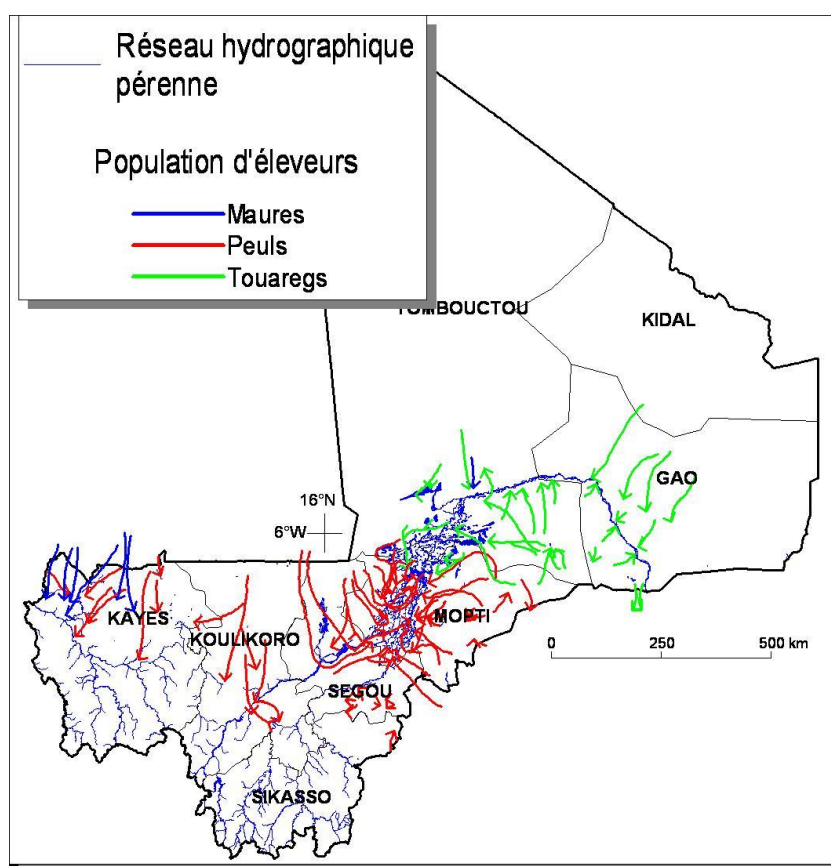 Réseau hydrographique
pérenne
Population d'éleveurs
Maures
Peuls
Touaregs
TOMBOUCTOU
KIDAL
GAO
16°N
6°W
KAYES
KOULIKORO
MOPTI
0 250 500 km
SEGOU
SIKASSO